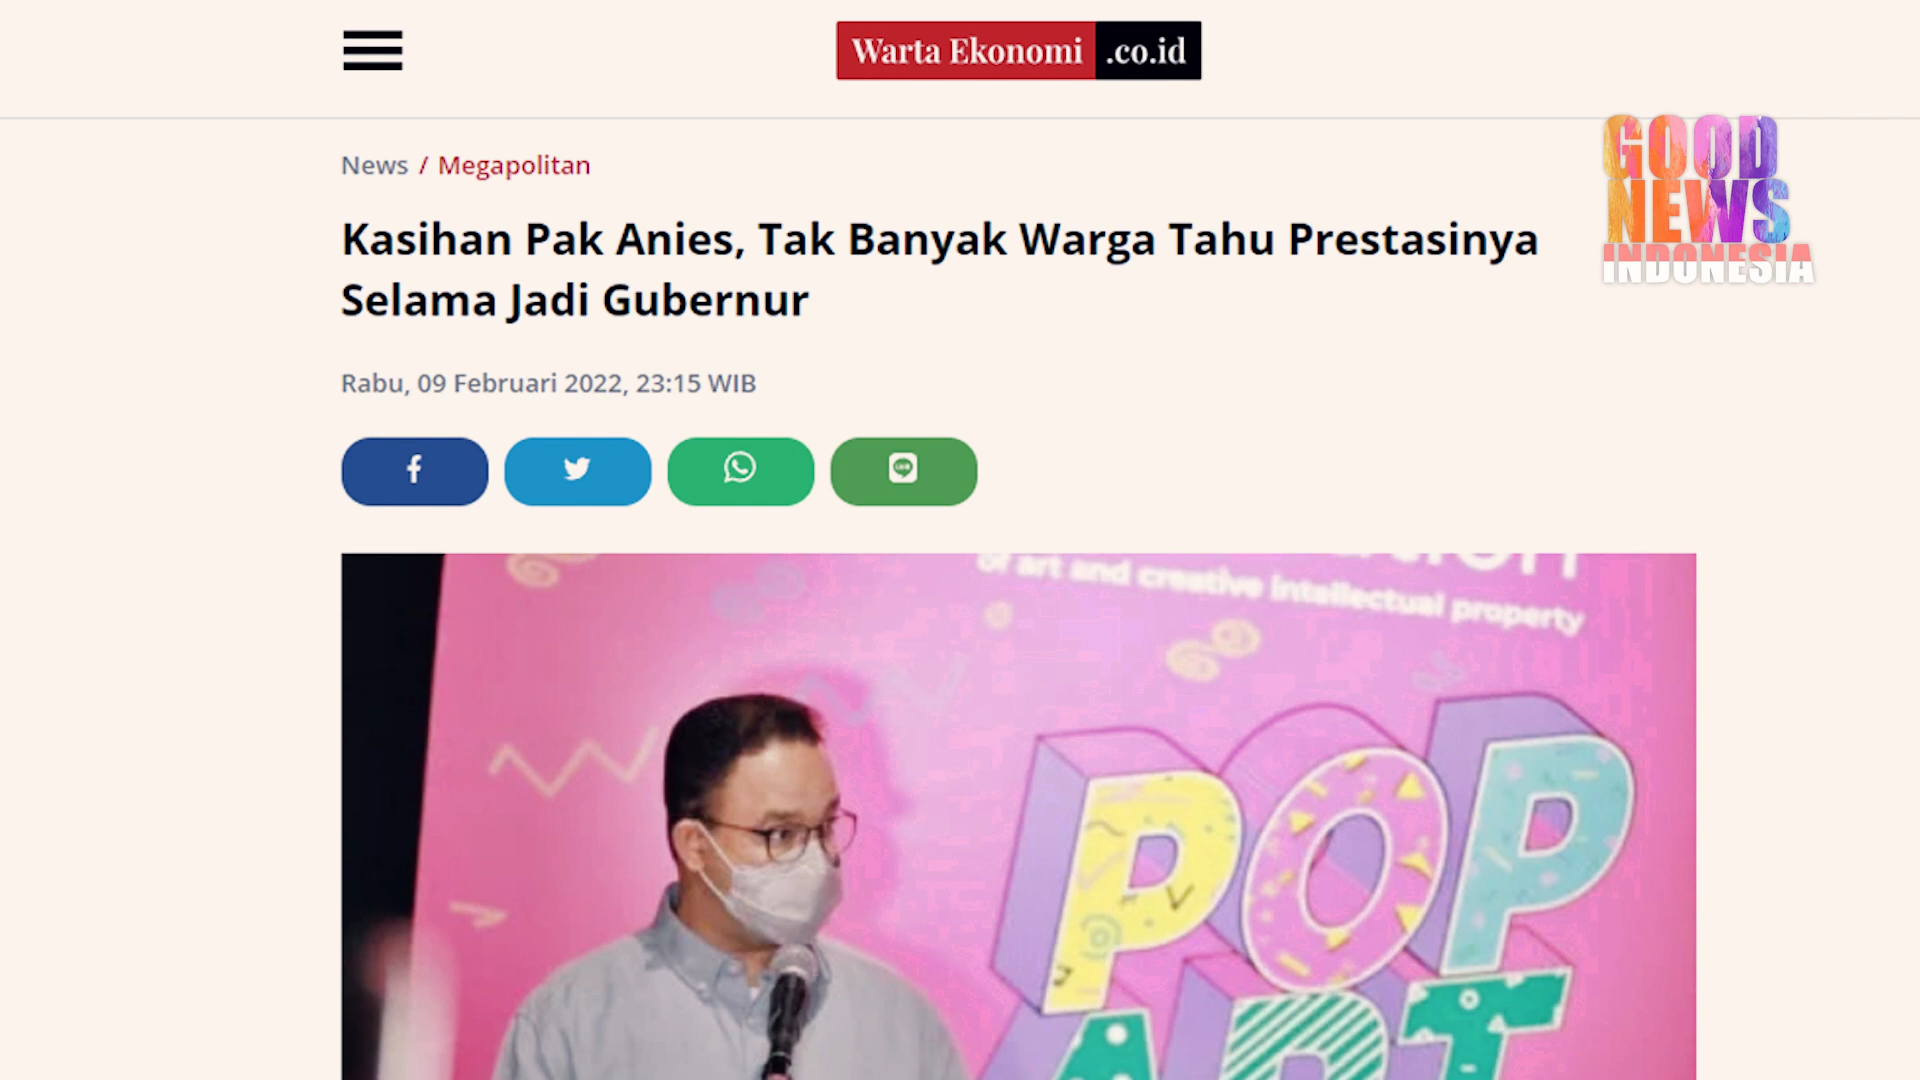 Warta Ekonomi .co.id
GOOD
NEWS
INDONESIA
News / Megapolitan
Kasihan Pak Anies, Tak Banyak Warga Tahu Prestasinya
Selama Jadi Gubernur
Rabu, 09 Februari 2022, 23:15 WIB
of art and creative intellectual property
POP
ART